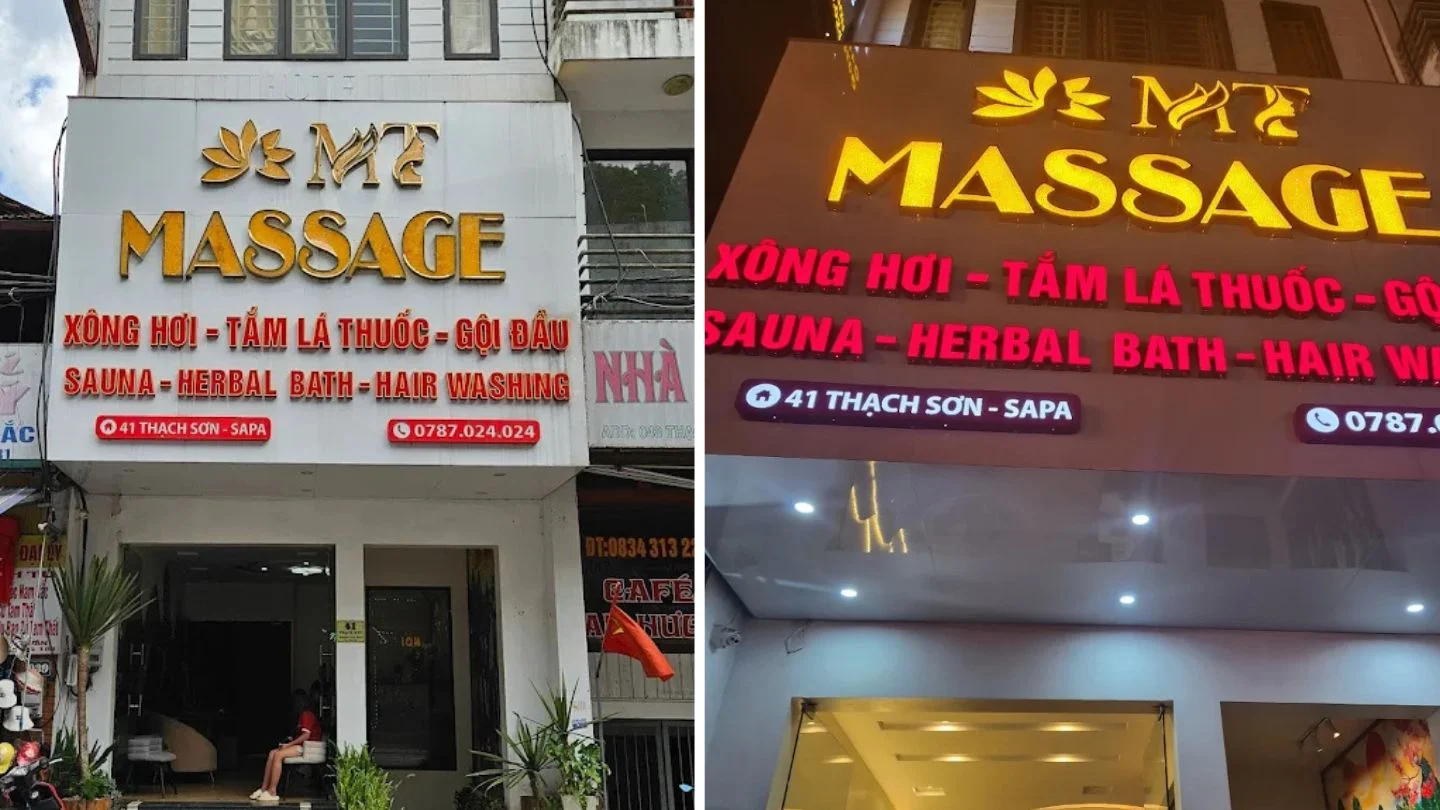 MT
MASSAGE
XÔNG HƠI - TẮM LÁ THUỐC - GỘI ĐẦU
SAUNA - HERBAL BATH - HAIR WASHING
41 THẠCH SƠN - SAPA
0787.024.024
NHÀ
41
ĐT:0834 313 2
CAFÉ
MT
MASSAGE
XÔNG HƠI - TẮM LÁ THUỐC - GỘ
SAUNA - HERBAL BATH - HAIR W
41 THẠCH SƠN - SAPA
0787.